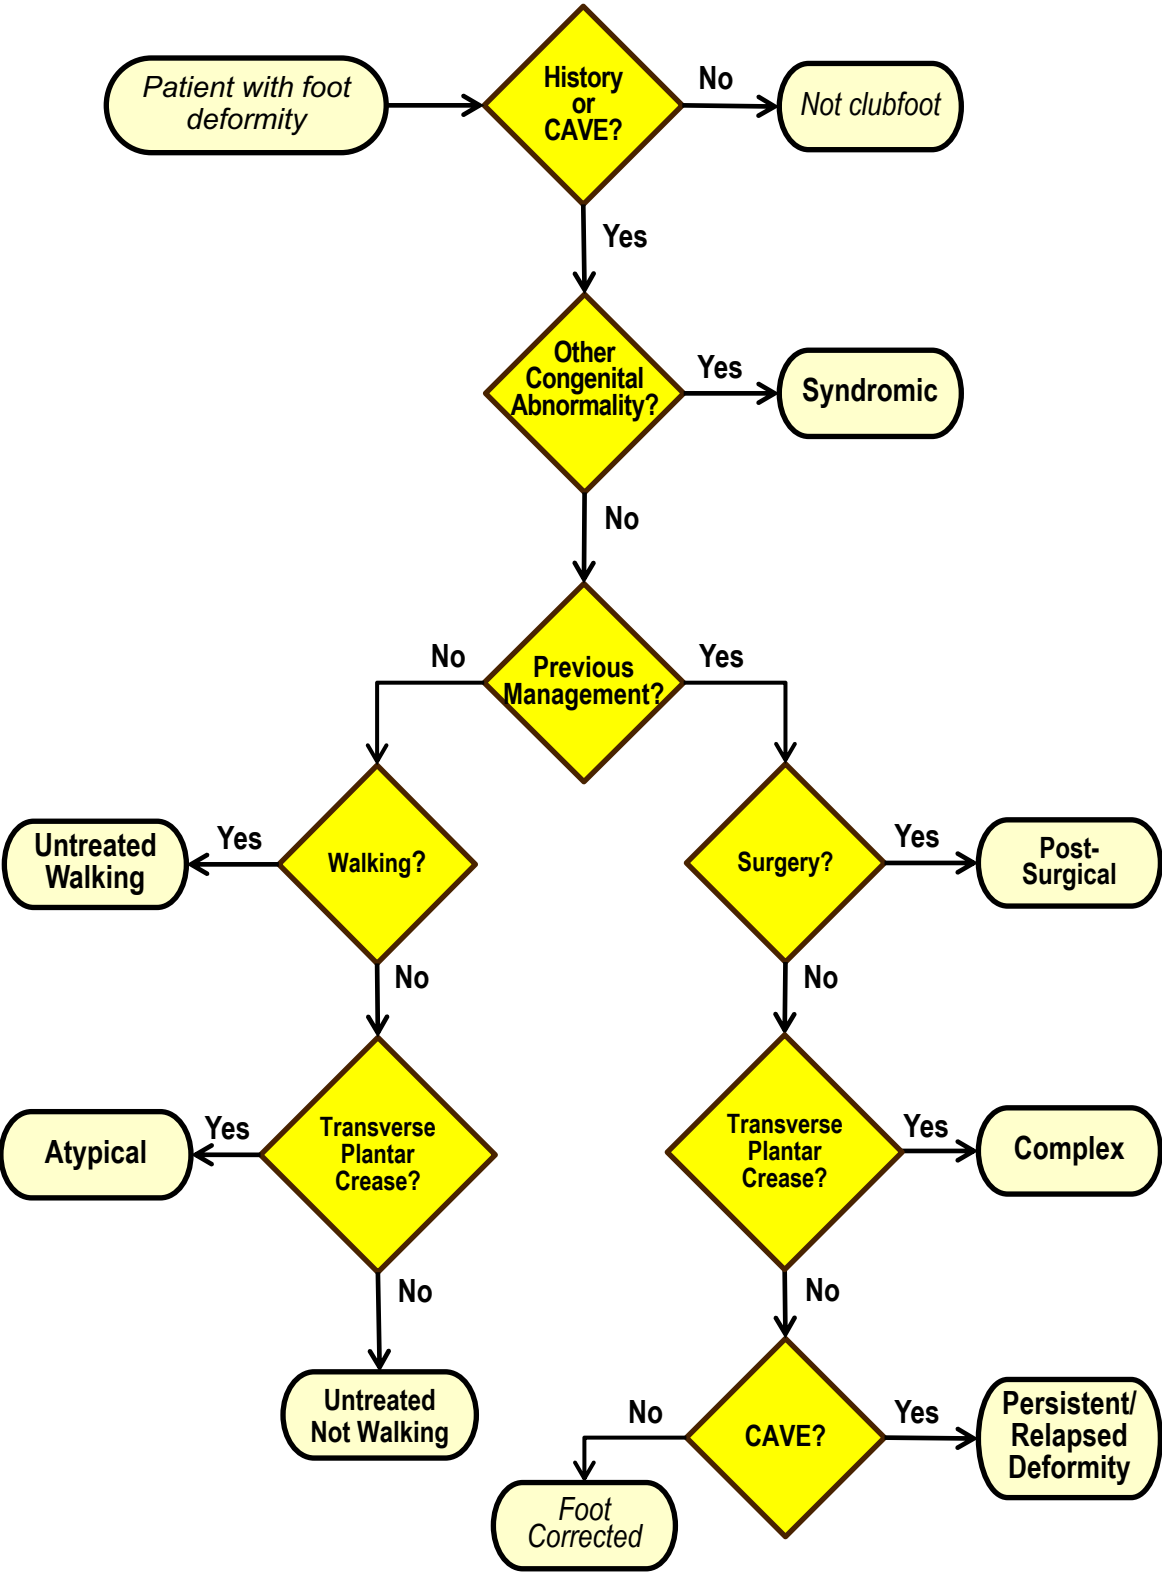 Patient with foot
deformity
History
or
CAVE?
No
Not clubfoot
Yes
Other
Congenital
Abnormality?
Yes
Syndromic
No
Previous
Management?
No
Yes
Walking?
Yes
Untreated
Walking
Surgery?
Yes
Post-
Surgical
No
No
Transverse
Plantar
Crease?
Yes
Atypical
Transverse
Plantar
Crease?
Yes
Complex
No
No
Untreated
Not Walking
CAVE?
No
Yes
Persistent/
Relapsed
Deformity
Foot
Corrected